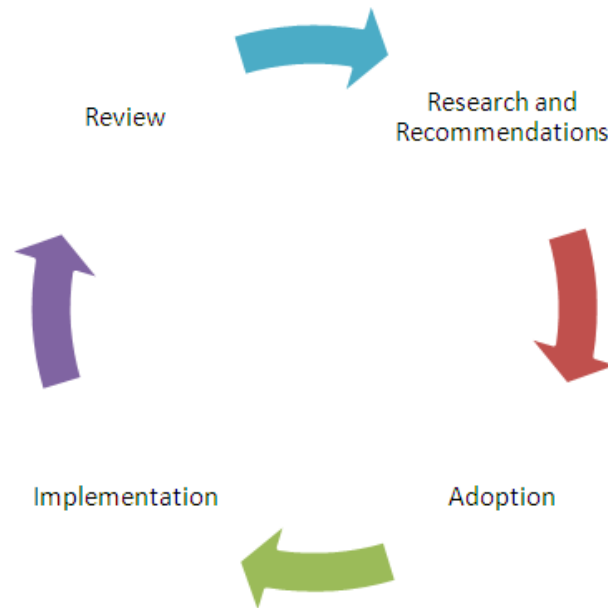 Review
Research and
Recommendations
Implementation
Adoption